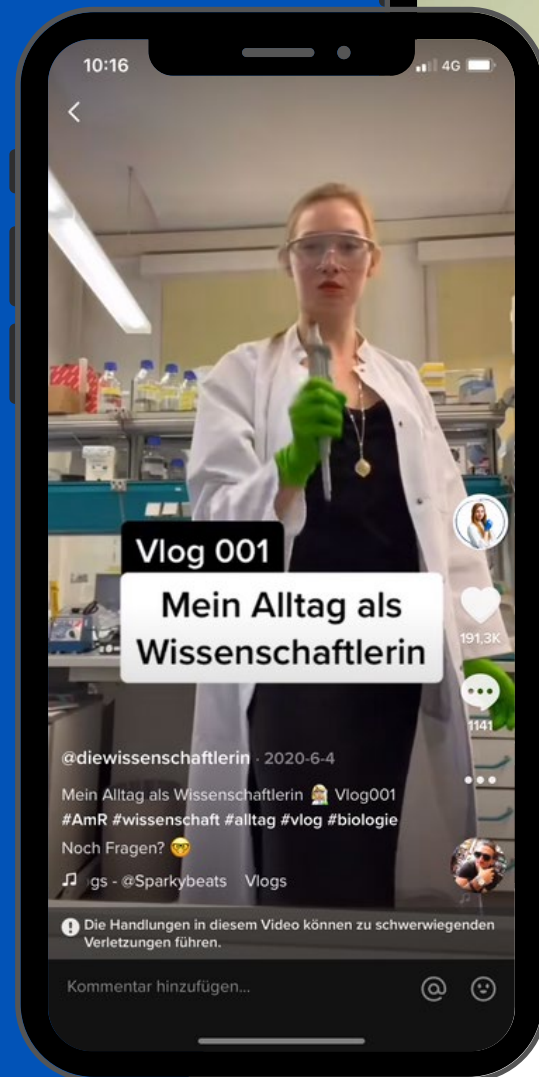 10:16
4G
Vlog 001
Mein Alltag als
Wissenschaftlerin
191,3K
1141
@diewissenschaftlerin · 2020-6-4
Mein Alltag als Wissenschaftlerin 👩🏼‍🔬 Vlog001
#AmR #wissenschaft #alltag #vlog #biologie
Noch Fragen? 🤓
gs - @Sparkybeats Vlogs
Die Handlungen in diesem Video können zu schwerwiegenden
Verletzungen führen.
Kommentar hinzufügen...
@